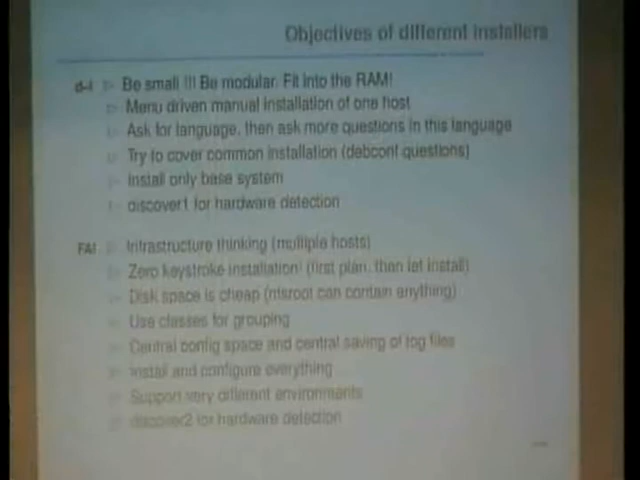 Objectives of different installers
d-i Be small !!! Be modular. Fit into the RAM!
Menu driven manual installation of one host
Ask for language, then ask more questions in this language
Try to cover common installation (debconf questions)
Install only base system
discover1 for hardware detection
FAI Infrastructure thinking (multiple hosts)
Zero keystroke installation! (first plan, then let install)
Disk space is cheap (nfsroot can contain anything)
Use classes for grouping
Central config space and central saving of log files
Install and configure everything
Support very different environments
discover2 for hardware detection